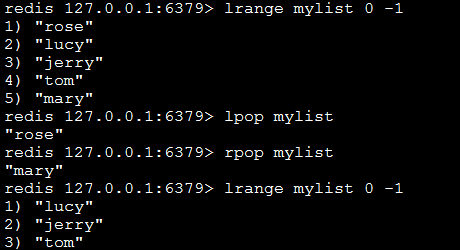 redis 127.0.0.1:6379> lrange mylist 0 -1
1) "rose"
2) "lucy"
3) "jerry"
4) "tom"
5) "mary"
redis 127.0.0.1:6379> lpop mylist
"rose"
redis 127.0.0.1:6379> rpop mylist
"mary"
redis 127.0.0.1:6379> lrange mylist 0 -1
1) "lucy"
2) "jerry"
3) "tom"